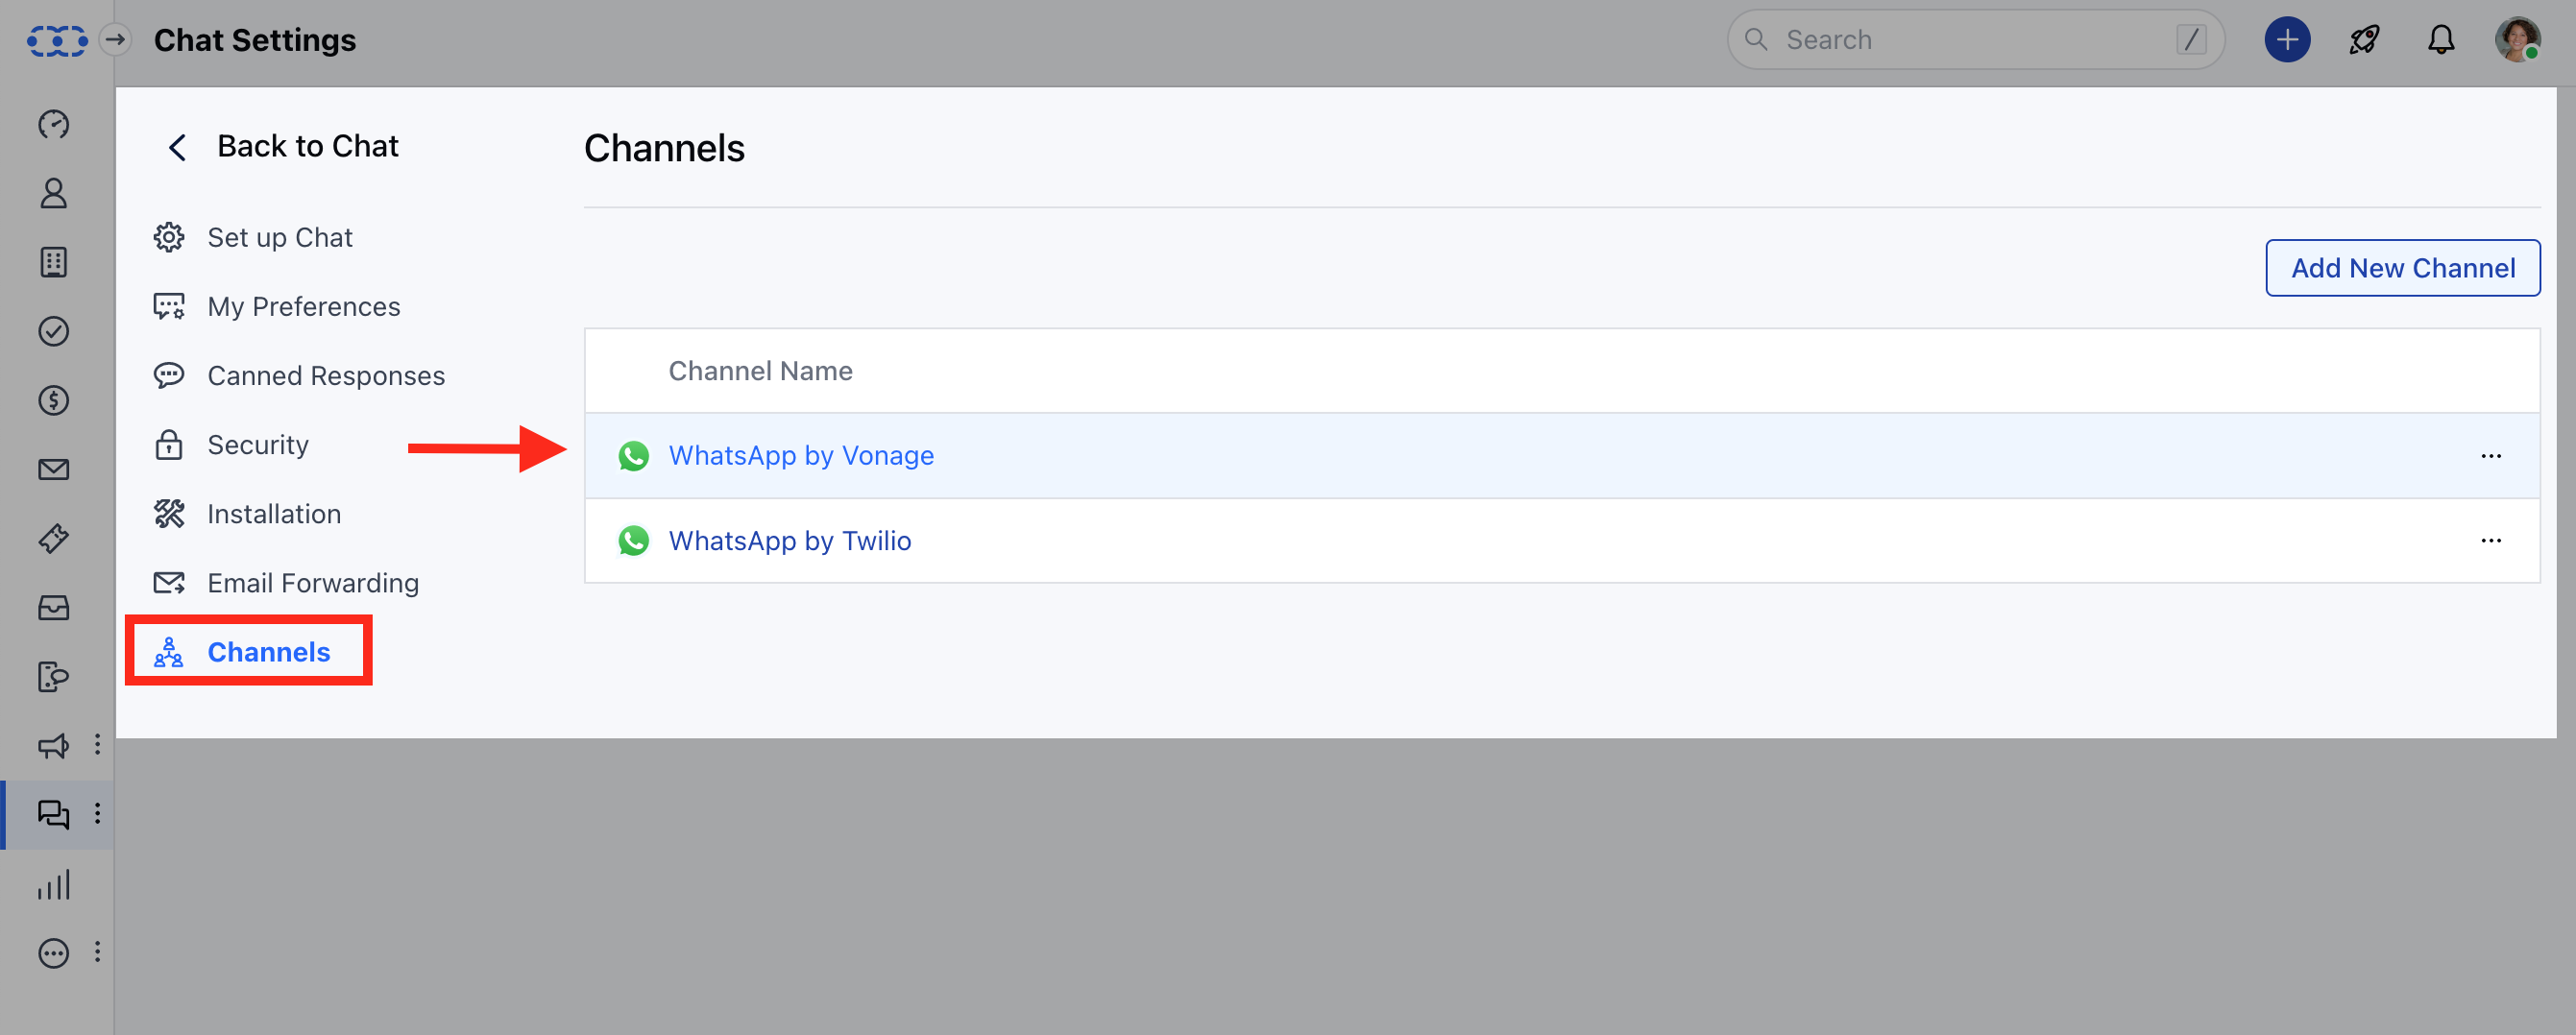 Chat Settings
Search /
Back to Chat
Set up Chat
My Preferences
Canned Responses
Security
Installation
Email Forwarding
Channels
Channels
Add New Channel
Channel Name
WhatsApp by Vonage
WhatsApp by Twilio